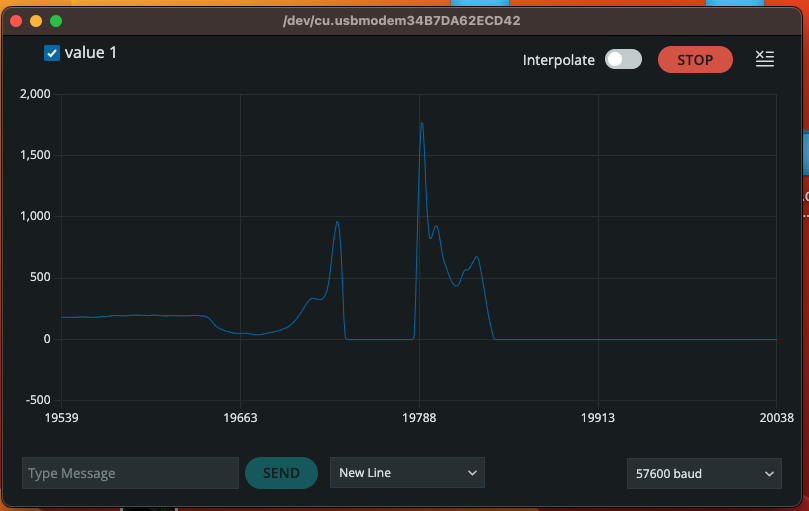 /dev/cu.usbmodem34B7DA62ECD42
value 1
Interpolate
STOP
2,000
1,500
1,000
500
0
-500
19539
19663
19788
19913
20038
Type Message
SEND
New Line
57600 baud